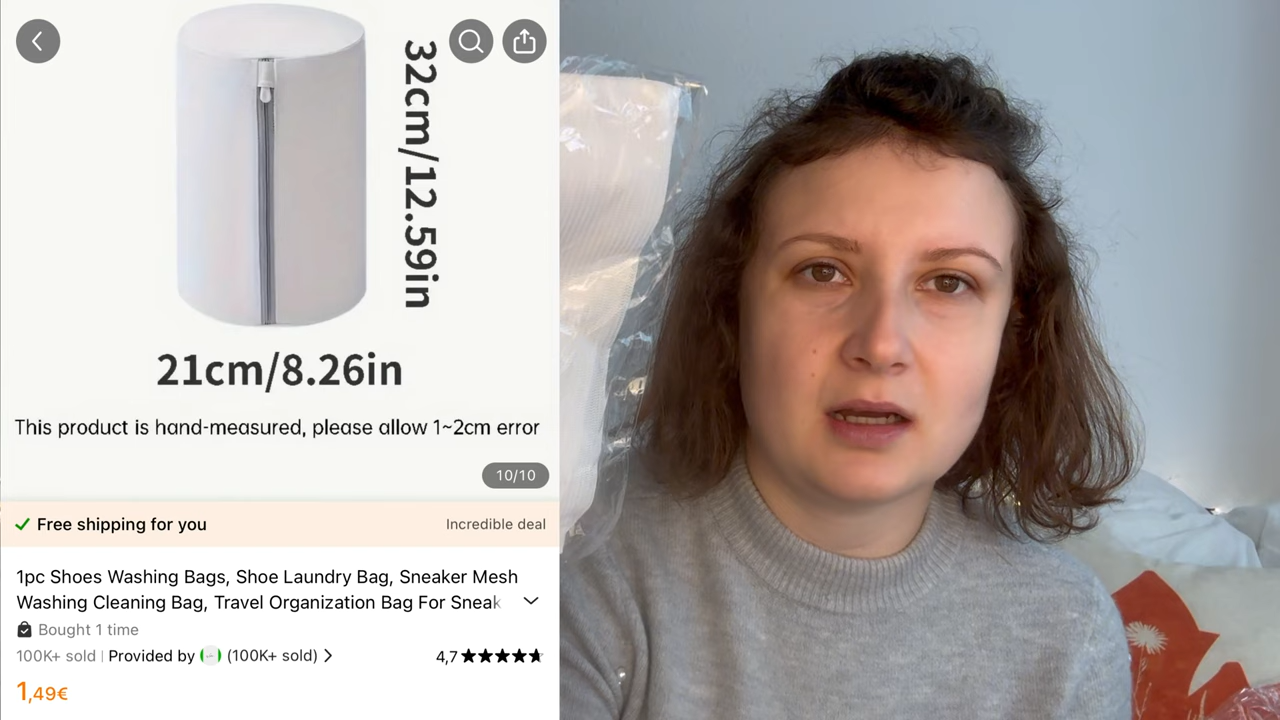 32cm/12.59in
21cm/8.26in
This product is hand-measured, please allow 1~2cm error
10/10
Free shipping for you
Incredible deal
1pc Shoes Washing Bags, Shoe Laundry Bag, Sneaker Mesh
Washing Cleaning Bag, Travel Organization Bag For Sneak
Bought 1 time
100K+ sold | Provided by (100K+ sold)
4,7
1,49€